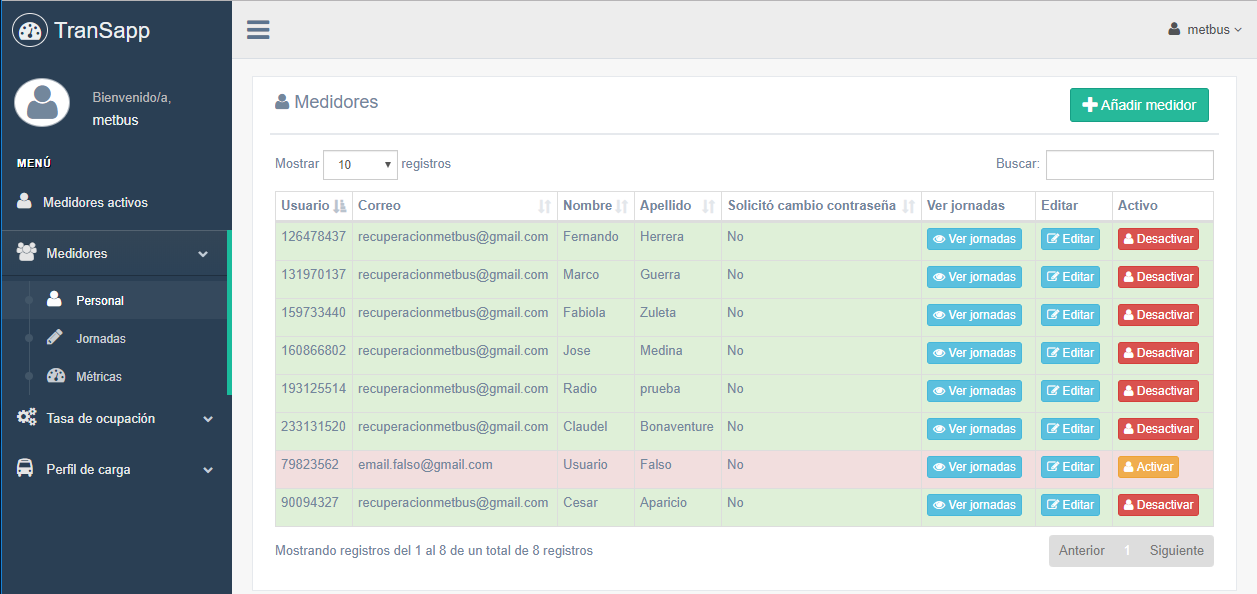 TranSapp
metbus
Bienvenido/a,
metbus
MENÚ
Medidores activos
Medidores
Personal
Jornadas
Métricas
Tasa de ocupación
Perfil de carga
Medidores
Añadir medidor
Mostrar 10 registros
Buscar:
Usuario Correo Nombre Apellido Solicitó cambio contraseña Ver jornadas Editar Activo
126478437 recuperacionmetbus@gmail.com Fernando Herrera No Ver jornadas Editar Desactivar
131970137 recuperacionmetbus@gmail.com Marco Guerra No Ver jornadas Editar Desactivar
159733440 recuperacionmetbus@gmail.com Fabiola Zuleta No Ver jornadas Editar Desactivar
160866802 recuperacionmetbus@gmail.com Jose Medina No Ver jornadas Editar Desactivar
193125514 recuperacionmetbus@gmail.com Radio prueba No Ver jornadas Editar Desactivar
233131520 recuperacionmetbus@gmail.com Claudel Bonaventure No Ver jornadas Editar Desactivar
79823562 email.falso@gmail.com Usuario Falso No Ver jornadas Editar Activar
90094327 recuperacionmetbus@gmail.com Cesar Aparicio No Ver jornadas Editar Desactivar
Mostrando registros del 1 al 8 de un total de 8 registros
Anterior 1 Siguiente